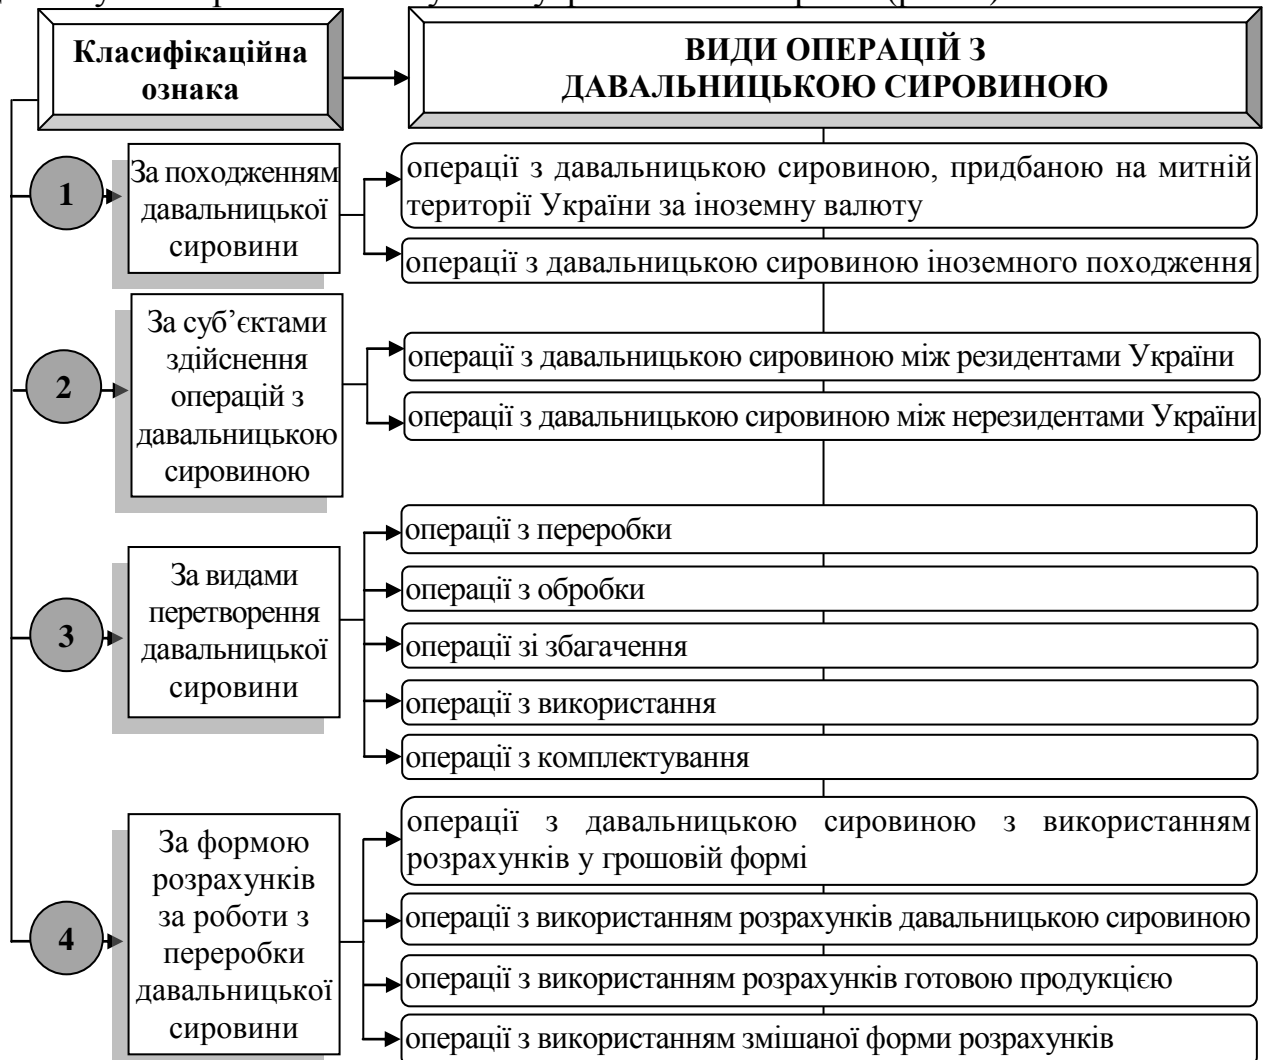 Класифікаційна
ознака
ВИДИ ОПЕРАЦІЙ З
ДАВАЛЬНИЦЬКОЮ СИРОВИНОЮ
1
За походженням
давальницької
сировини
операції з давальницькою сировиною, придбаною на митній
території України за іноземну валюту
операції з давальницькою сировиною іноземного походження
2
За суб’єктами
здійснення
операцій з
давальницькою
сировиною
операції з давальницькою сировиною між резидентами України
операції з давальницькою сировиною між нерезидентами України
3
За видами
перетворення
давальницької
сировини
операції з переробки
операції з обробки
операції зі збагачення
операції з використання
операції з комплектування
4
За формою
розрахунків
за роботи з
переробки
давальницької
сировини
операції з давальницькою сировиною з використанням
розрахунків у грошовій формі
операції з використанням розрахунків давальницькою сировиною
операції з використанням розрахунків готовою продукцією
операції з використанням змішаної форми розрахунків